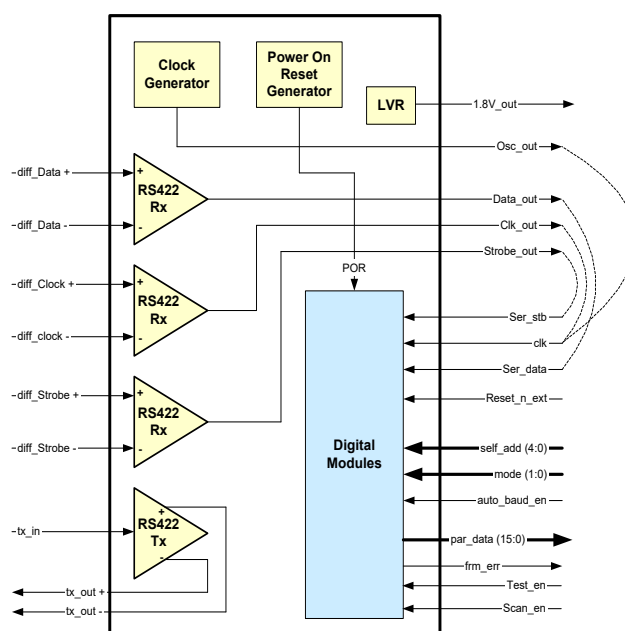 Clock
Generator
Power On
Reset
Generator
LVR
1.8V_out
Osc_out
diff_Data +
+
RS422
Rx
diff_Data -
-
Data_out
Clk_out
Strobe_out
POR
diff_Clock +
+
RS422
Rx
diff_clock -
-
Ser_stb
clk
Ser_data
Reset_n_ext
diff_Strobe +
+
RS422
Rx
diff_Strobe -
-
Digital
Modules
self_add (4:0)
mode (1:0)
auto_baud_en
tx_in
+
RS422
Tx
-
par_data (15:0)
frm_err
Test_en
Scan_en
tx_out +
tx_out -